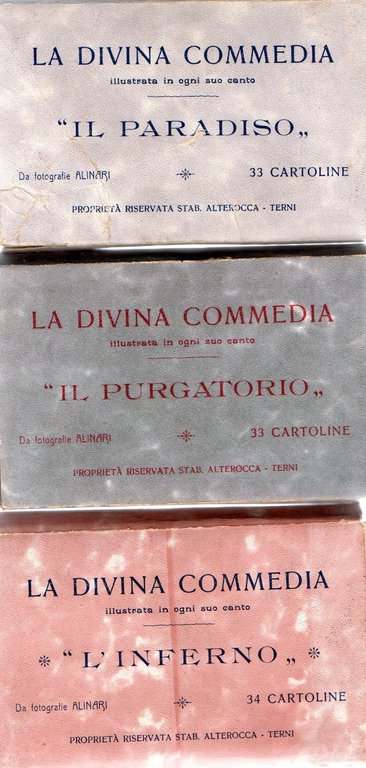 LA DIVINA COMMEDIA
illustrata in ogni suo canto
"IL PARADISO„
Da fotografie ALINARI
33 CARTOLINE
PROPRIETÀ RISERVATA STAB. ALTEROCCA - TERNI
LA DIVINA COMMEDIA
illustrata in ogni suo canto
"IL PURGATORIO„
Da fotografie ALINARI
33 CARTOLINE
PROPRIETÀ RISERVATA STAB. ALTEROCCA - TERNI
LA DIVINA COMMEDIA
illustrata in ogni suo canto
"L'INFERNO„
Da fotografie ALINARI
34 CARTOLINE
PROPRIETÀ RISERVATA STAB. ALTEROCCA - TERNI